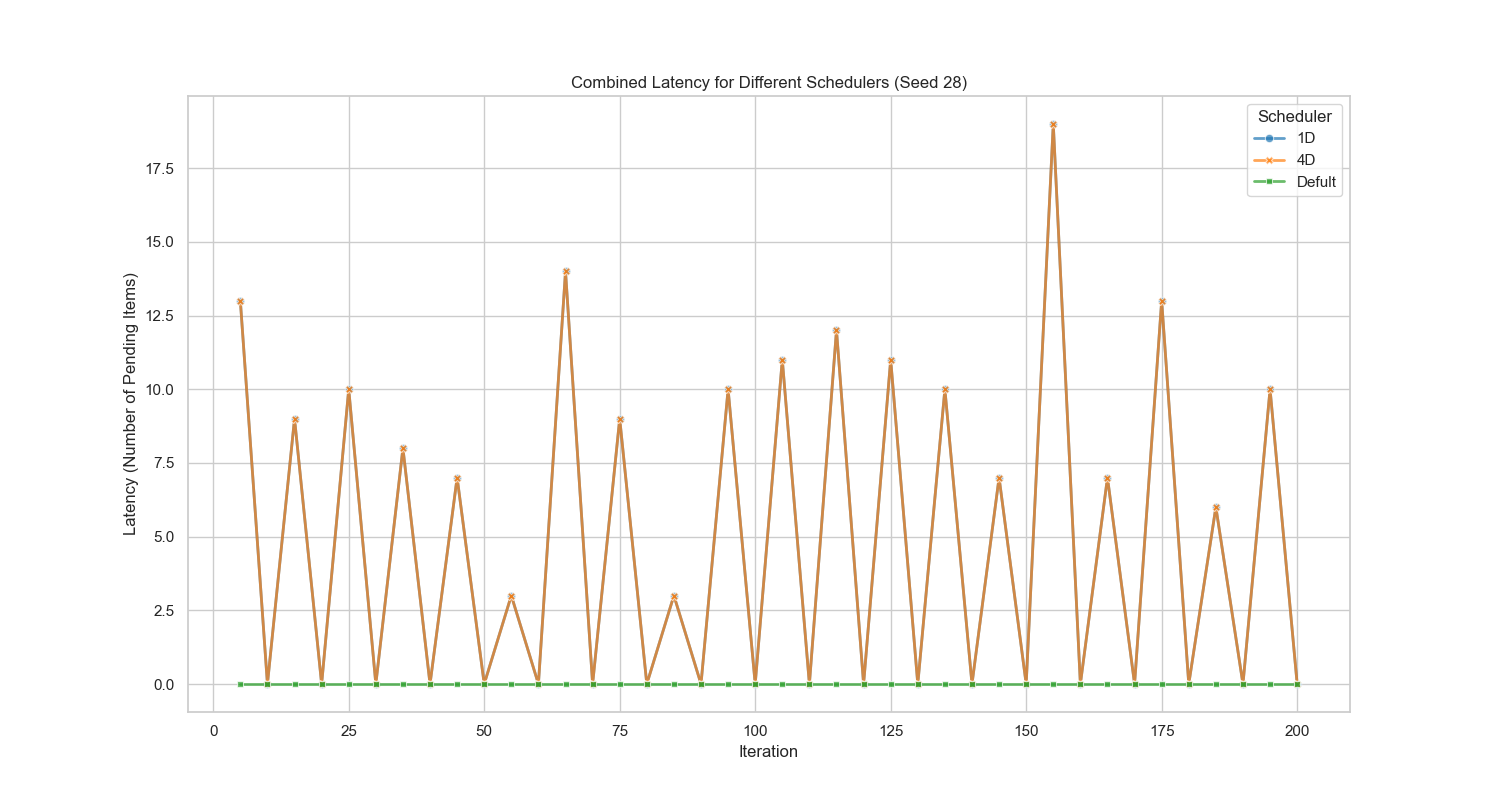 Combined Latency for Different Schedulers (Seed 28)
Scheduler
1D
4D
Defult
Latency (Number of Pending Items)
17.5
15.0
12.5
10.0
7.5
5.0
2.5
0.0
0 25 50 75 100 125 150 175 200
Iteration